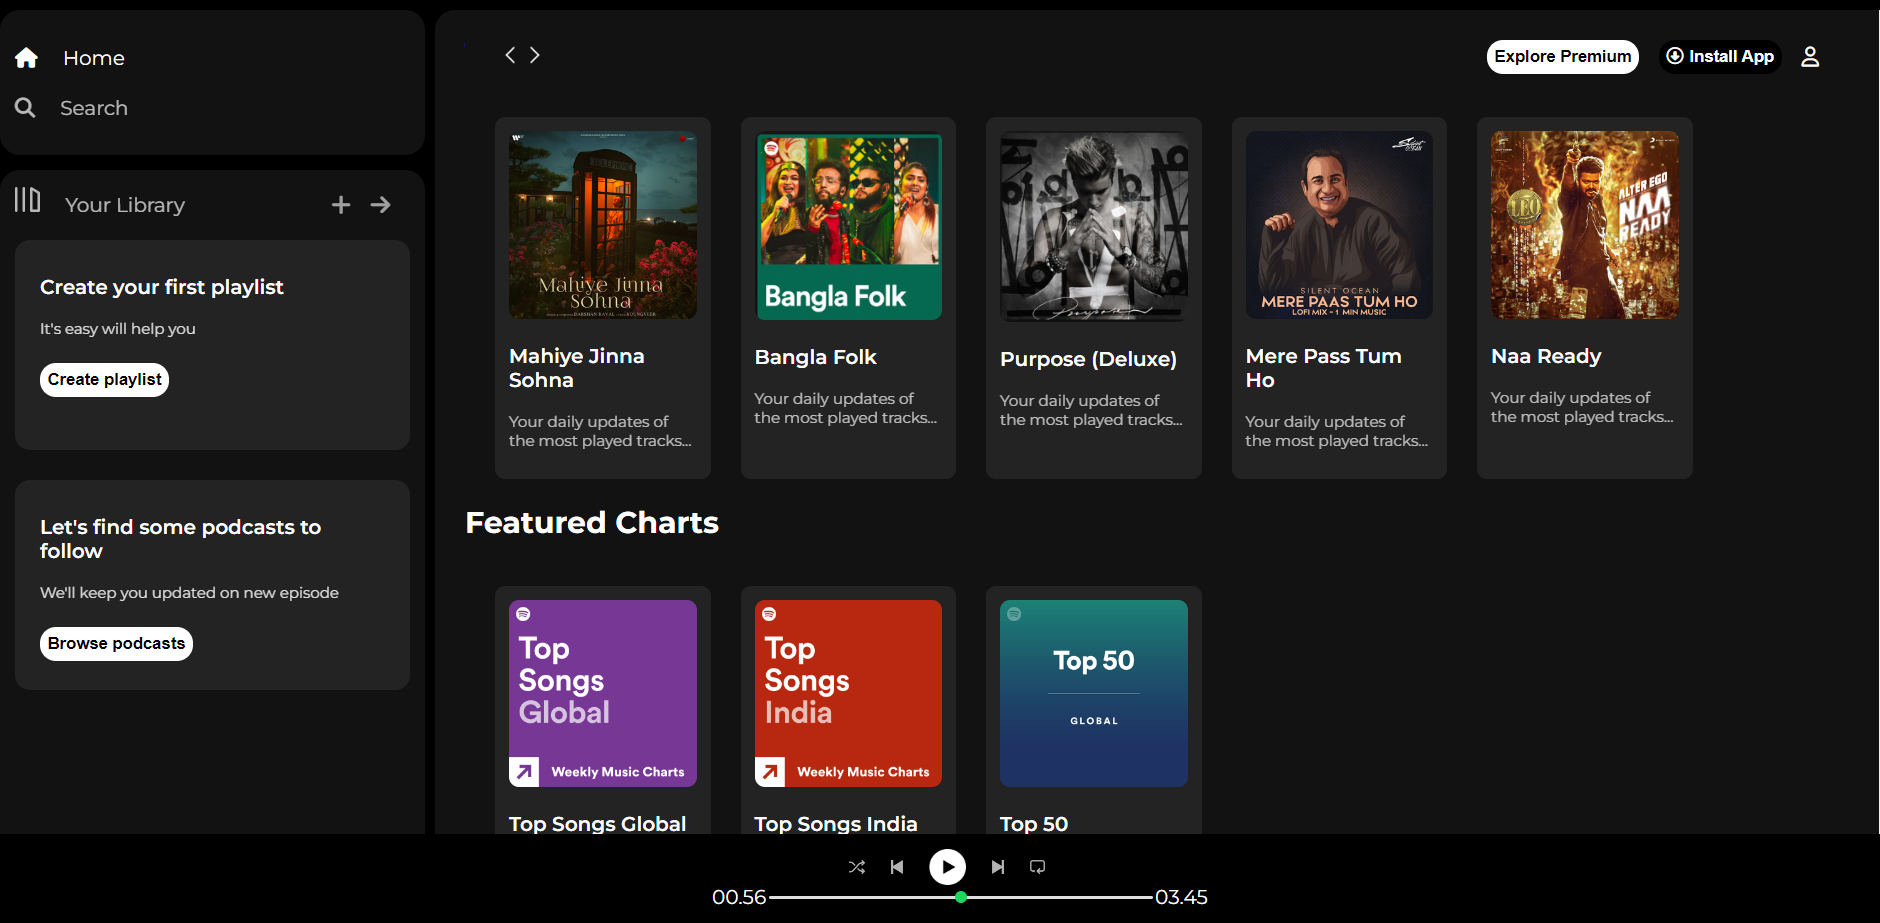 Home
Search
Your Library
Create your first playlist
It's easy will help you
Create playlist
Let's find some podcasts to
follow
We'll keep you updated on new episode
Browse podcasts
Explore Premium
Install App
TELEPHONE
Mahiye Jinna
Sohna
Mahiye Jinna
Sohna
Your daily updates of
the most played tracks...
Bangla Folk
Bangla Folk
Your daily updates of
the most played tracks...
Purpose
Purpose (Deluxe)
Your daily updates of
the most played tracks...
Silent
OCEAN
SILENT OCEAN
MERE PAAS TUM HO
LOFI MIX - 1 MIN MUSIC
Mere Pass Tum
Ho
Your daily updates of
the most played tracks...
LEO
ALTER EGO
NAA
READY
Naa Ready
Your daily updates of
the most played tracks...
Featured Charts
Top
Songs
Global
Weekly Music Charts
Top Songs Global
Top
Songs
India
Weekly Music Charts
Top Songs India
Top 50
GLOBAL
Top 50
00.56
03.45